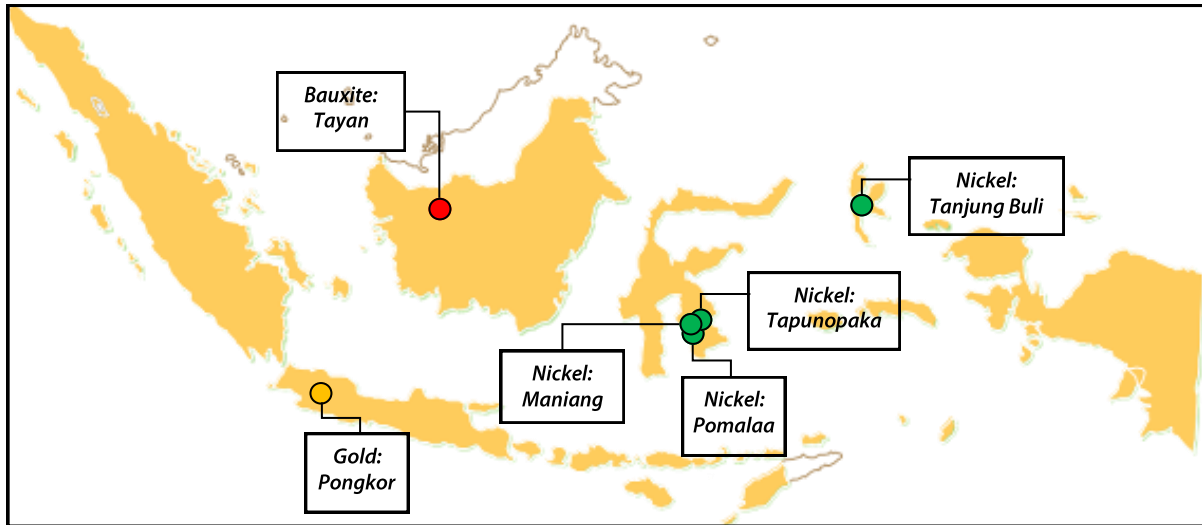 Bauxite:
Tayan
Nickel:
Tanjung Buli
Nickel:
Tapunopaka
Nickel:
Maniang
Nickel:
Pomalaa
Gold:
Pongkor